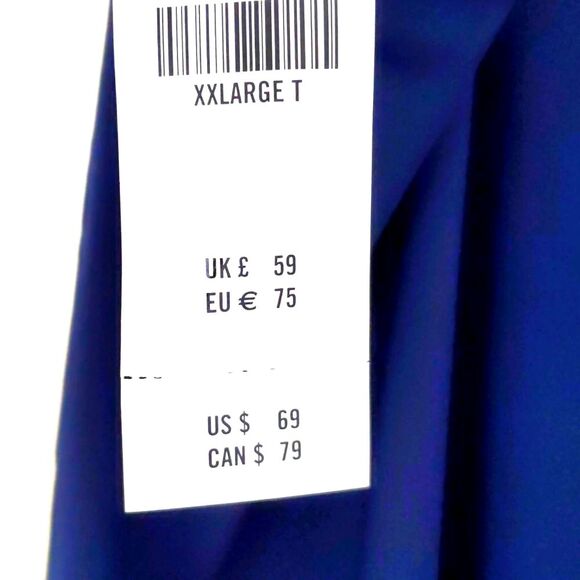 XXLARGE T
UK £ 59
EU € 75
US $ 69
CAN $ 79